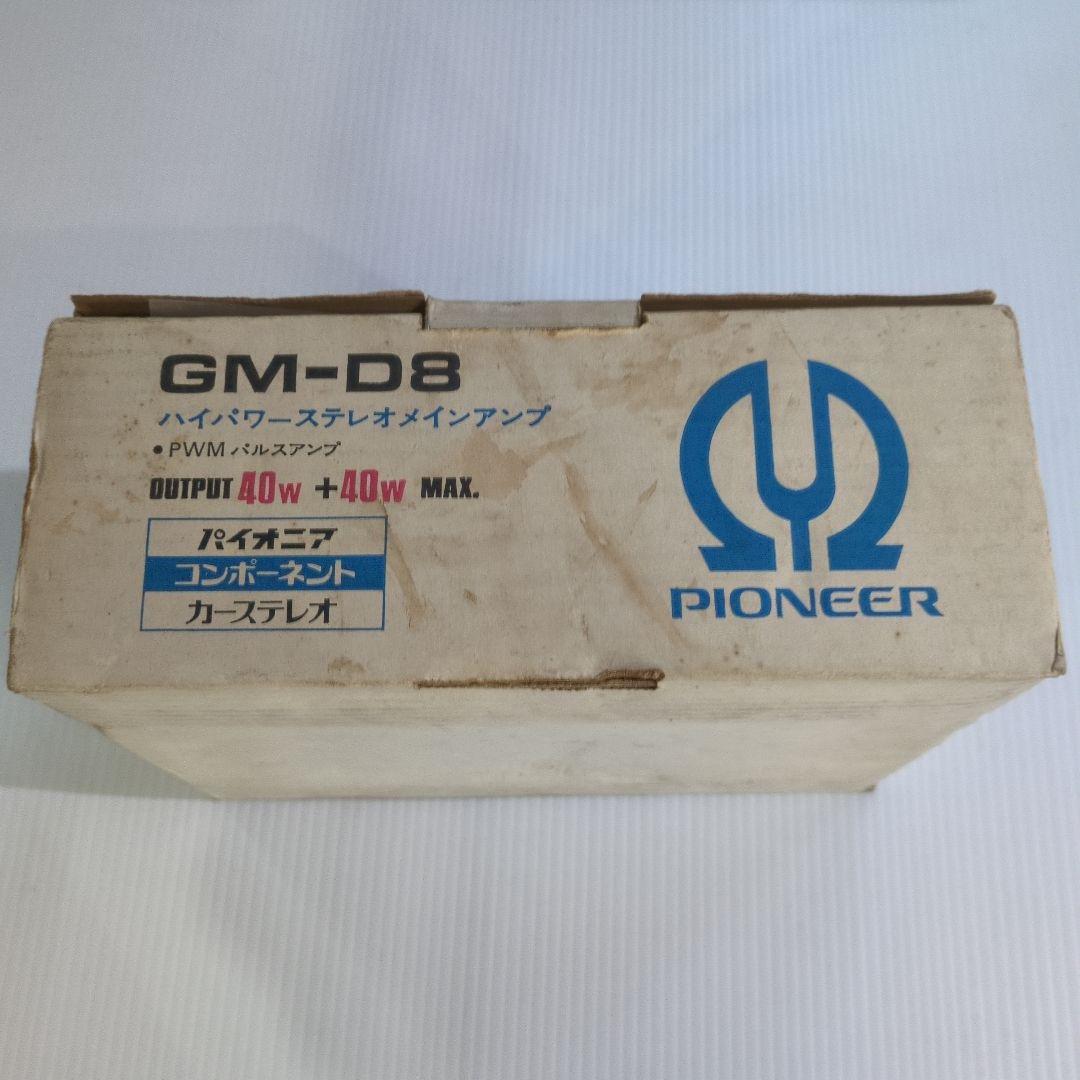 GM-D8
ハイパワーステレオメインアンプ
•PWM パルスアンプ
OUTPUT 40W +40W MAX.
パイオニア
コンポーネント
カーステレオ
PIONEER